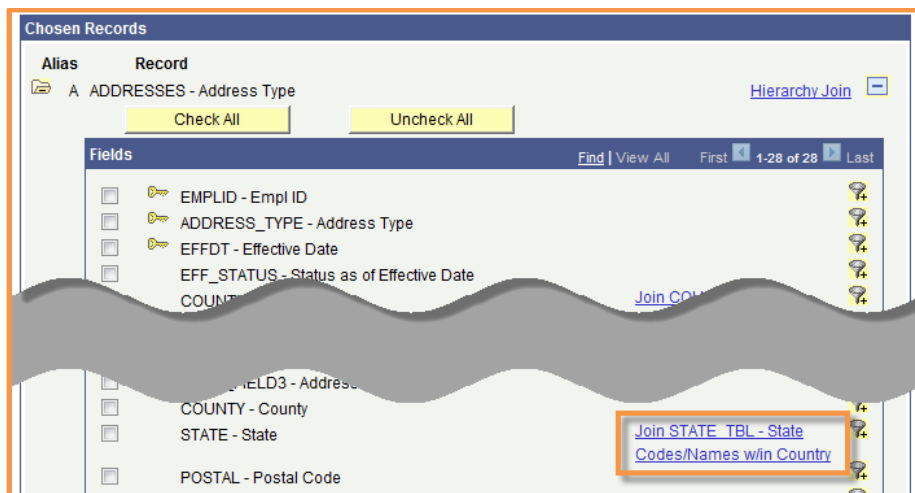 Chosen Records
Alias Record
A ADDRESSES - Address Type Hierarchy Join
Check All Uncheck All
Fields Find | View All First 1-28 of 28 Last
EMPLID - Empl ID
ADDRESS_TYPE - Address Type
EFFDT - Effective Date
EFF_STATUS - Status as of Effective Date
Join
COUNTY - County
STATE - State Join STATE_TBL - State
Codes/Names w/in Country
POSTAL - Postal Code